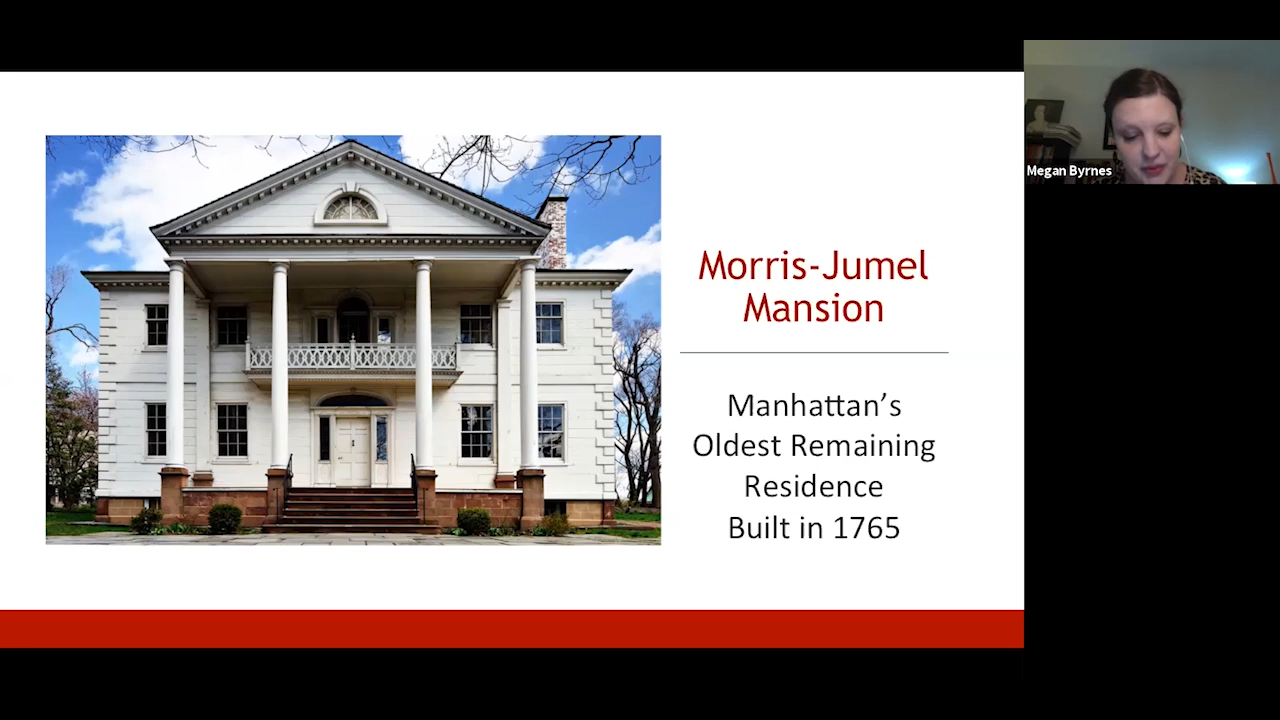 Morris-Jumel
Mansion
Manhattan's
Oldest Remaining
Residence
Built in 1765
Megan Byrnes